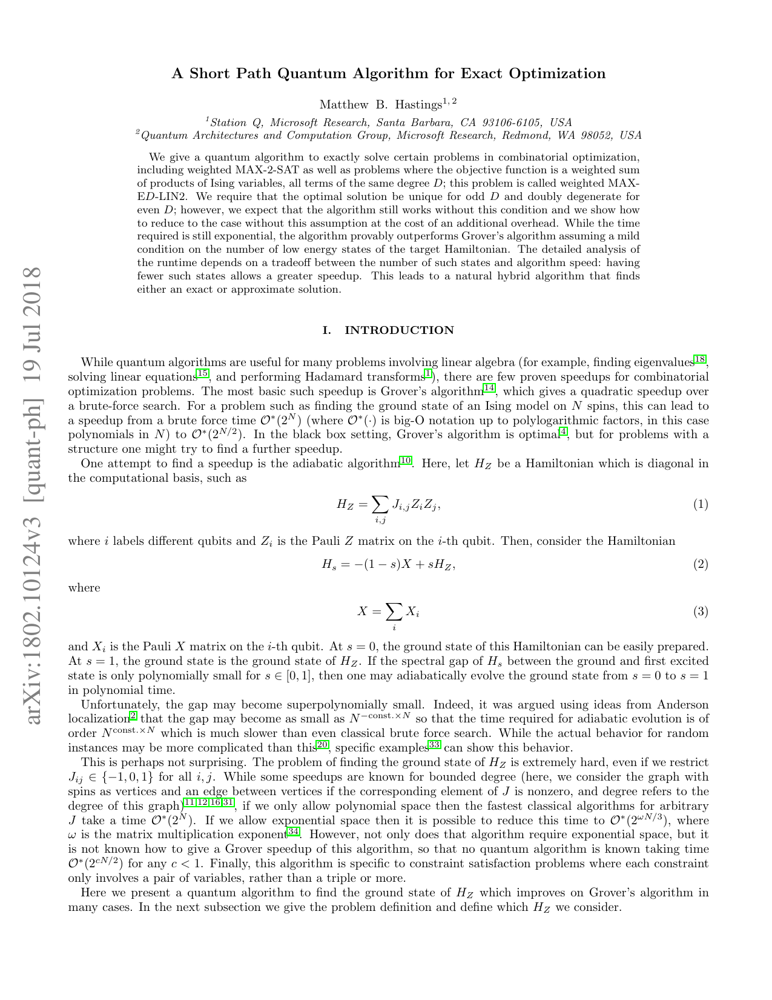 A Short Path Quantum Algorithm for Exact Optimization
Matthew B. Hastings1, 2
1Station Q, Microsoft Research, Santa Barbara, CA 93106-6105, USA
2Quantum Architectures and Computation Group, Microsoft Research, Redmond, WA 98052, USA
We give a quantum algorithm to exactly solve certain problems in combinatorial optimization,
including weighted MAX-2-SAT as well as problems where the objective function is a weighted sum
of products of Ising variables, all terms of the same degree D; this problem is called weighted MAX-
ED-LIN2. We require that the optimal solution be unique for odd D and doubly degenerate for
even D; however, we expect that the algorithm still works without this condition and we show how
to reduce to the case without this assumption at the cost of an additional overhead. While the time
required is still exponential, the algorithm provably outperforms Grover's algorithm assuming a mild
condition on the number of low energy states of the target Hamiltonian. The detailed analysis of
the runtime depends on a tradeoff between the number of such states and algorithm speed: having
fewer such states allows a greater speedup. This leads to a natural hybrid algorithm that finds
either an exact or approximate solution.
I. INTRODUCTION
While quantum algorithms are useful for many problems involving linear algebra (for example, finding eigenvalues18,
solving linear equations15, and performing Hadamard transforms1), there are few proven speedups for combinatorial
optimization problems. The most basic such speedup is Grover's algorithm14, which gives a quadratic speedup over
a brute-force search. For a problem such as finding the ground state of an Ising model on N spins, this can lead to
a speedup from a brute force time O*(2^N) (where O*(·) is big-O notation up to polylogarithmic factors, in this case
polynomials in N) to O*(2^{N/2}). In the black box setting, Grover's algorithm is optimal4, but for problems with a
structure one might try to find a further speedup.
One attempt to find a speedup is the adiabatic algorithm10. Here, let H_Z be a Hamiltonian which is diagonal in
the computational basis, such as
H_Z = ∑_{i,j} J_{i,j} Z_i Z_j, (1)
where i labels different qubits and Z_i is the Pauli Z matrix on the i-th qubit. Then, consider the Hamiltonian
H_s = −(1 − s)X + sH_Z, (2)
where
X = ∑_i X_i (3)
and X_i is the Pauli X matrix on the i-th qubit. At s = 0, the ground state of this Hamiltonian can be easily prepared.
At s = 1, the ground state is the ground state of H_Z. If the spectral gap of H_s between the ground and first excited
state is only polynomially small for s ∈ [0, 1], then one may adiabatically evolve the ground state from s = 0 to s = 1
in polynomial time.
Unfortunately, the gap may become superpolynomially small. Indeed, it was argued using ideas from Anderson
localization2 that the gap may become as small as N^{−const.×N} so that the time required for adiabatic evolution is of
order N^{const.×N} which is much slower than even classical brute force search. While the actual behavior for random
instances may be more complicated than this20, specific examples33 can show this behavior.
This is perhaps not surprising. The problem of finding the ground state of H_Z is extremely hard, even if we restrict
J_{ij} ∈ {−1, 0, 1} for all i, j. While some speedups are known for bounded degree (here, we consider the graph with
spins as vertices and an edge between vertices if the corresponding element of J is nonzero, and degree refers to the
degree of this graph)11 12 16 31, if we only allow polynomial space then the fastest classical algorithms for arbitrary
J take a time O*(2^N). If we allow exponential space then it is possible to reduce this time to O*(2^{ωN/3}), where
ω is the matrix multiplication exponent34. However, not only does that algorithm require exponential space, but it
is not known how to give a Grover speedup of this algorithm, so that no quantum algorithm is known taking time
O*(2^{cN/2}) for any c < 1. Finally, this algorithm is specific to constraint satisfaction problems where each constraint
only involves a pair of variables, rather than a triple or more.
Here we present a quantum algorithm to find the ground state of H_Z which improves on Grover's algorithm in
many cases. In the next subsection we give the problem definition and define which H_Z we consider.
arXiv:1802.10124v3 [quant-ph] 19 Jul 2018